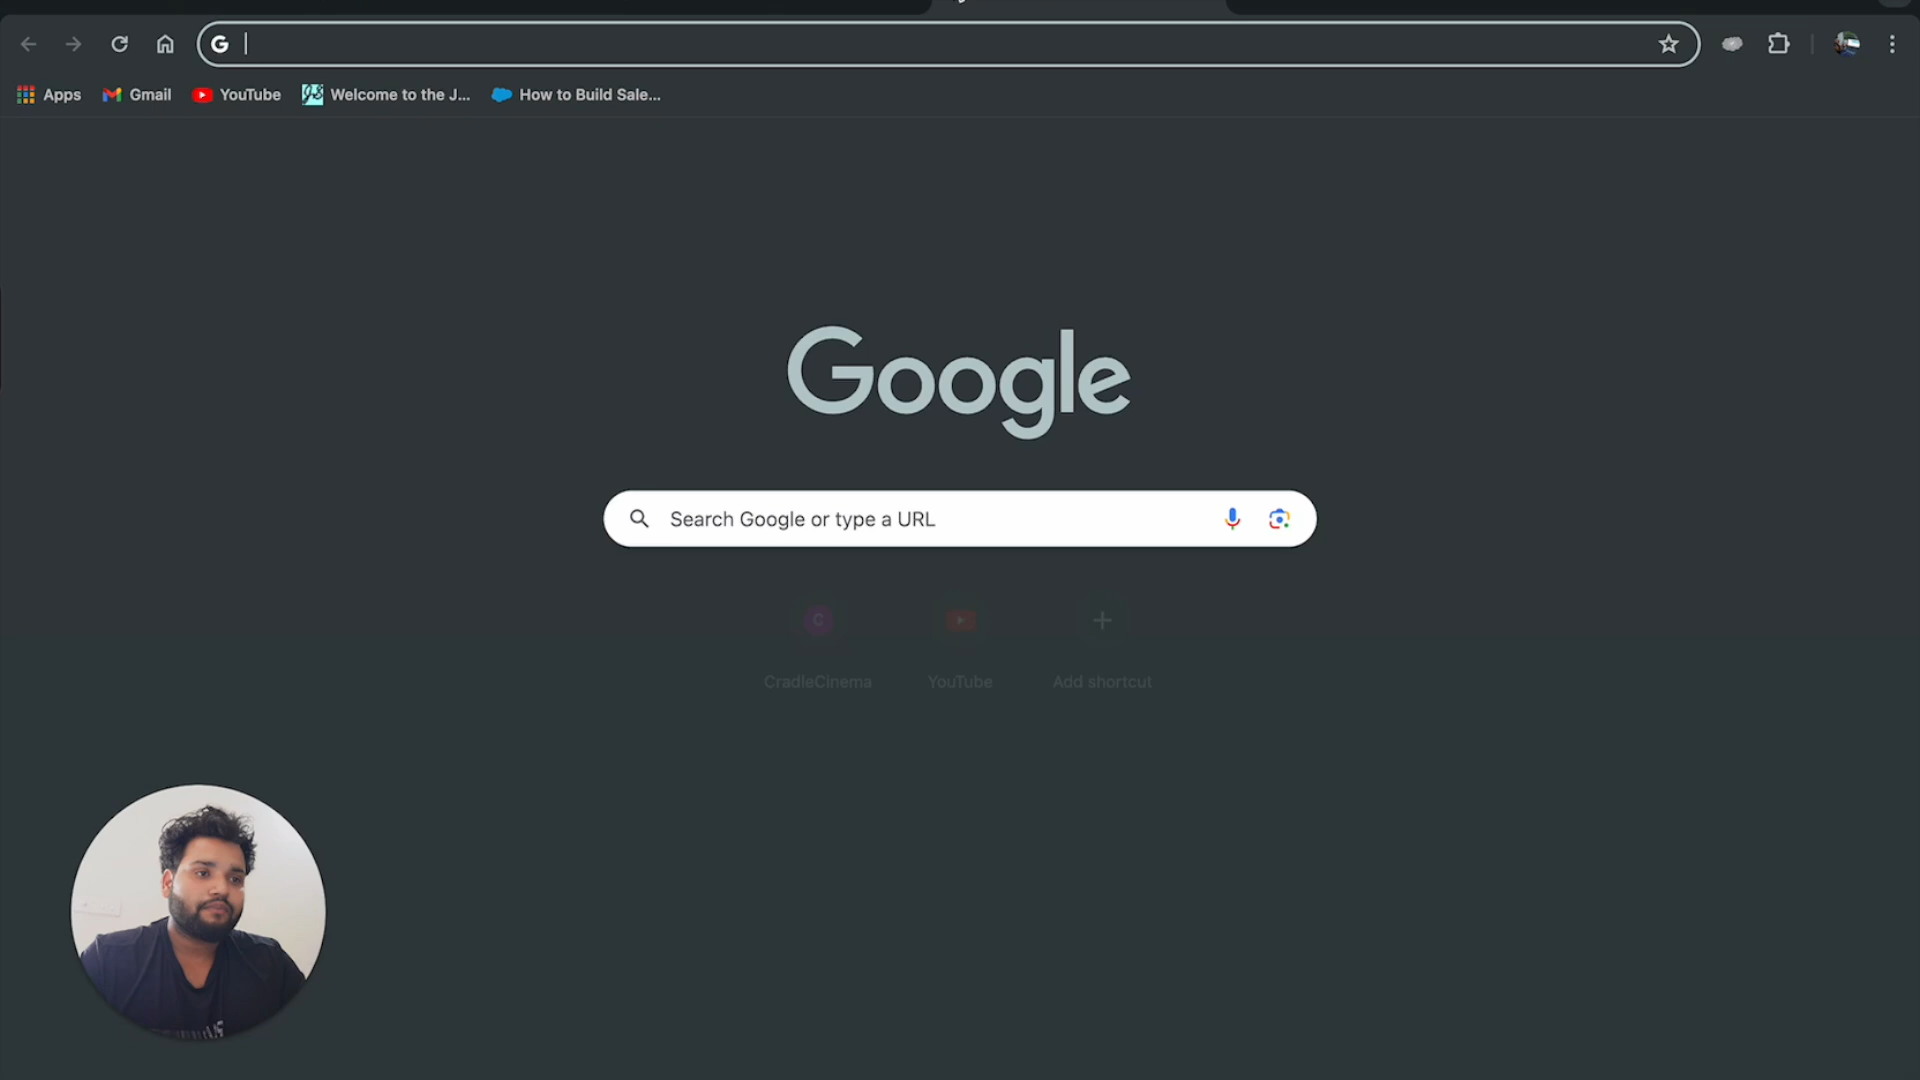 Apps Gmail YouTube Welcome to the J... How to Build Sale...
Google
Search Google or type a URL
CradleCinema YouTube Add shortcut